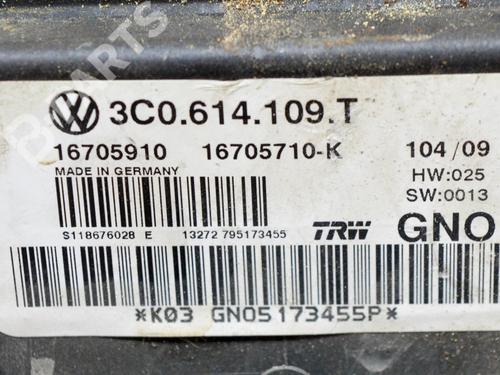 3C0.614.109.T
16705910 16705710-K 104/09
MADE IN GERMANY HW:025
SW:0013
S118676028 E 13272 795173455 TRW GNO
*K03 GNO5173455P*